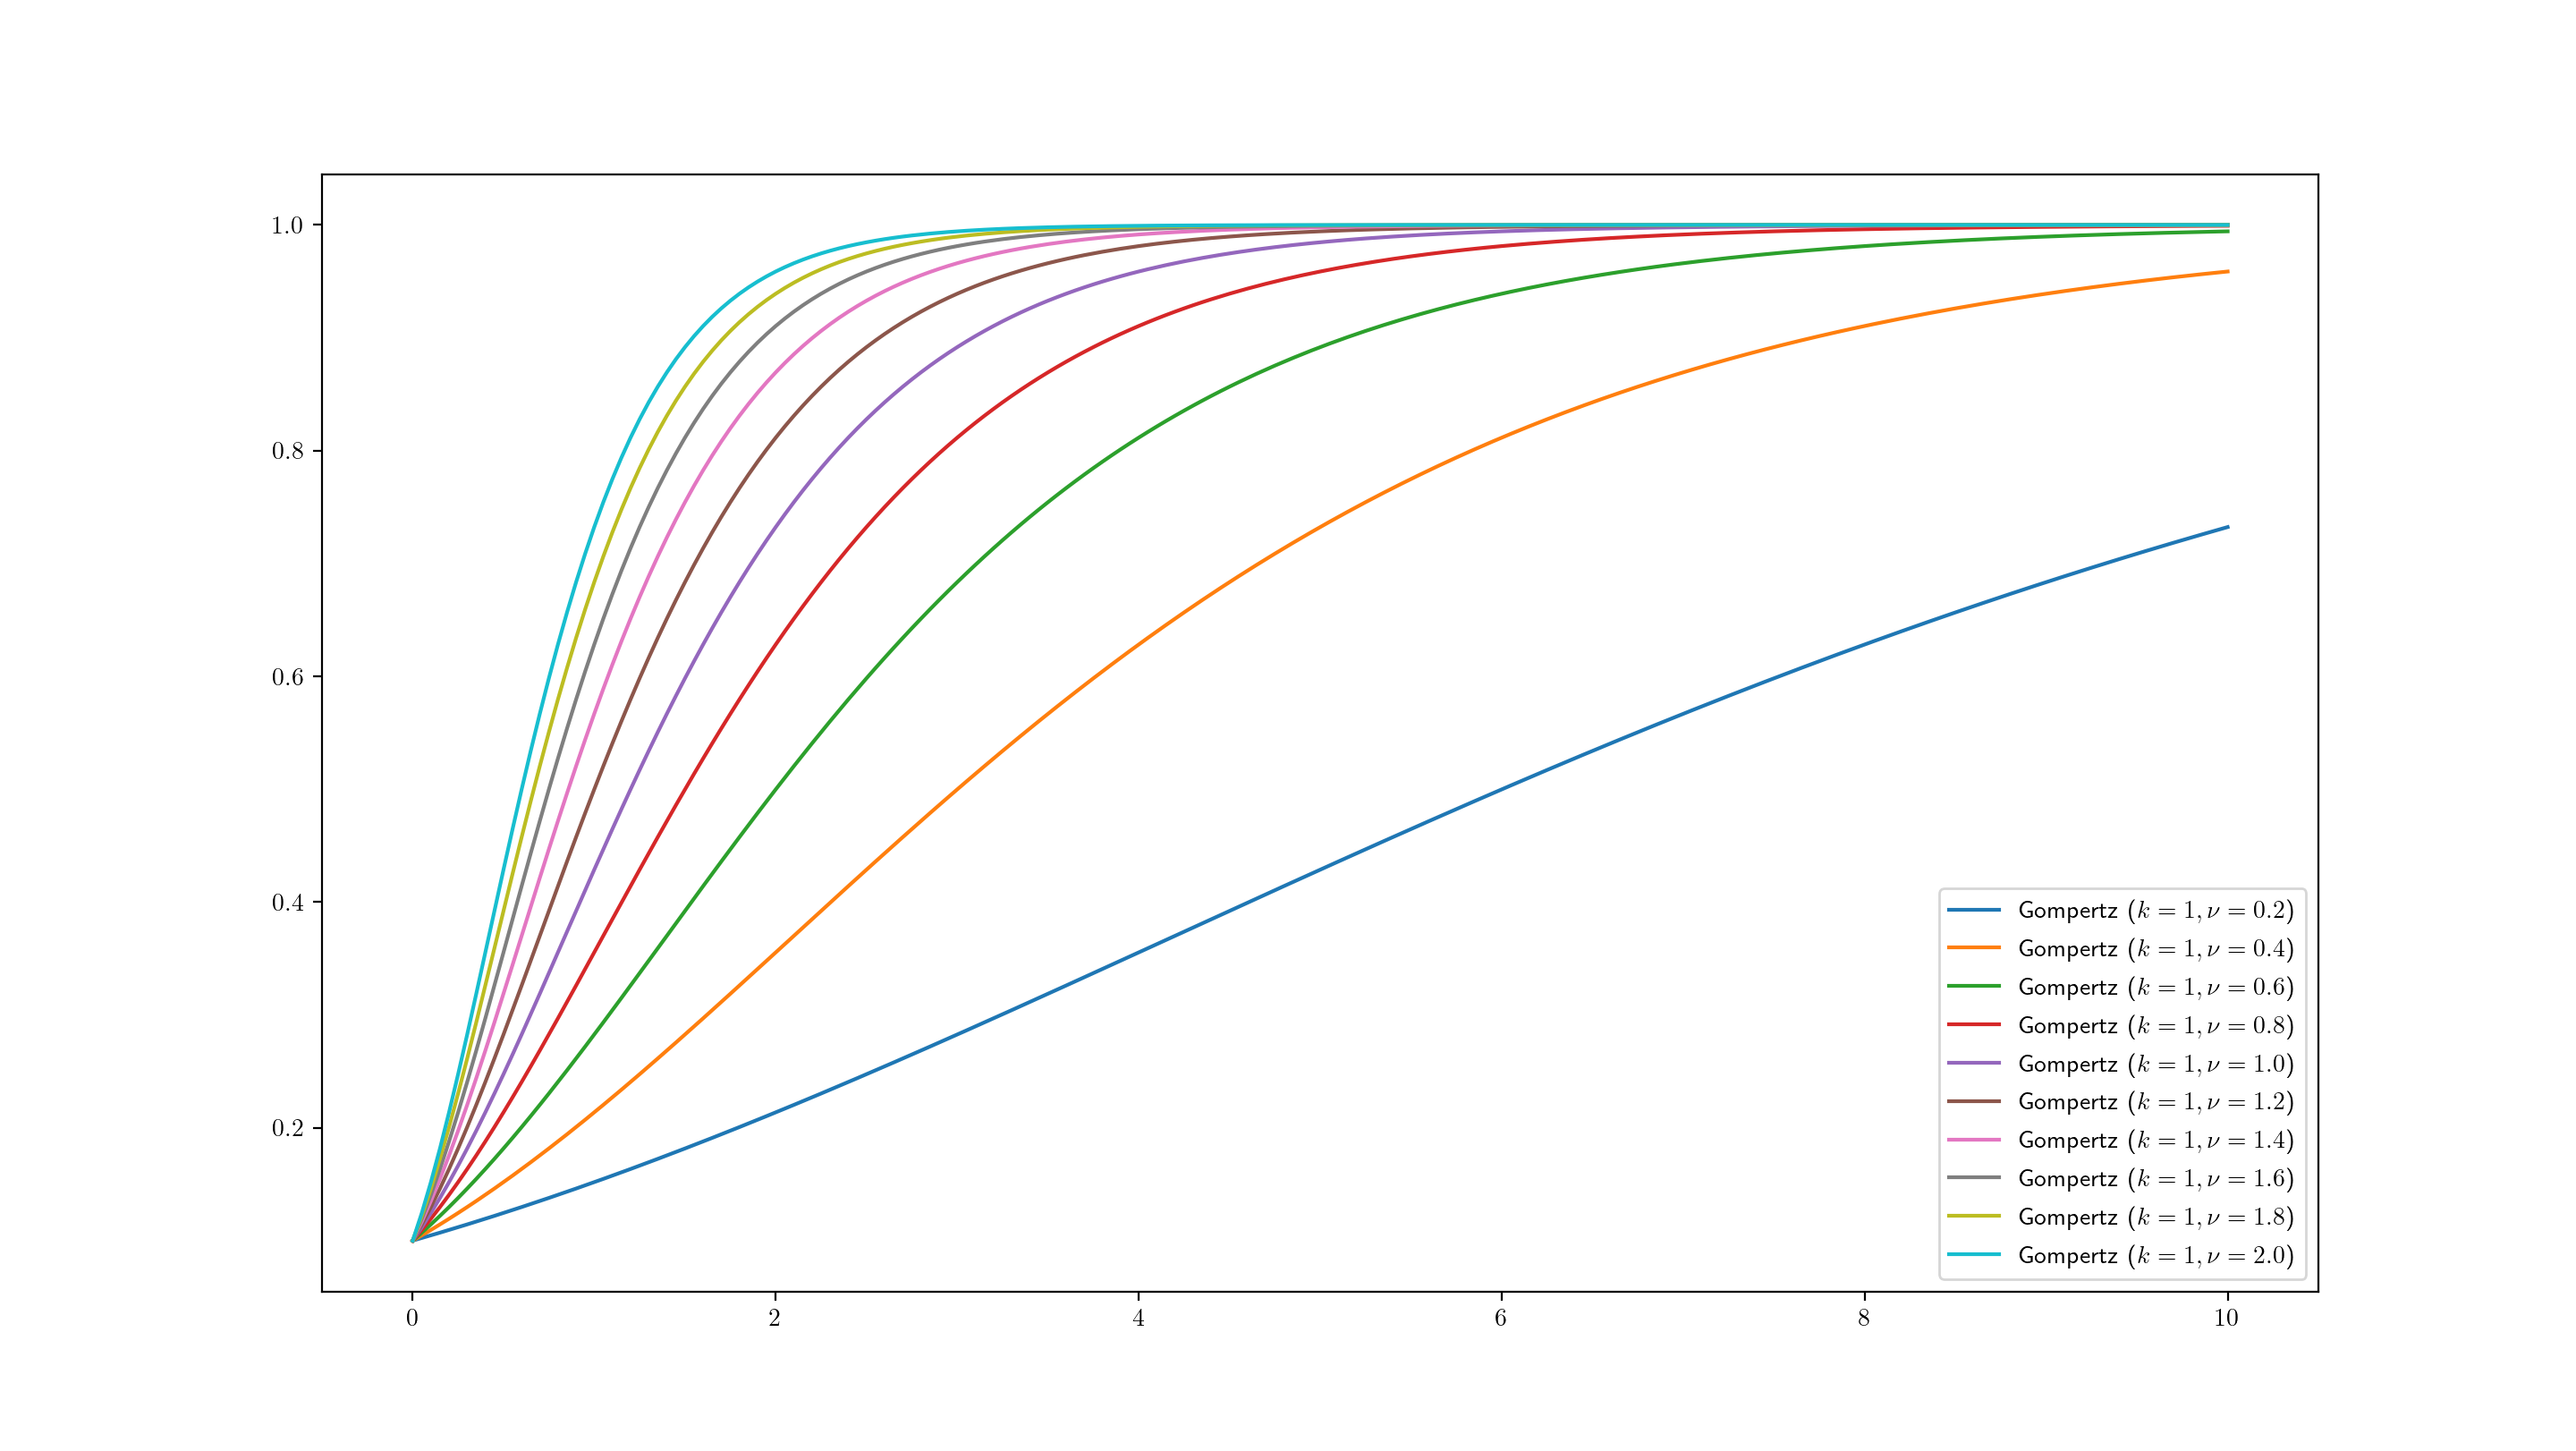 1.0
0.8
0.6
0.4
0.2
0 2 4 6 8 10
Gompertz (k = 1, ν = 0.2)
Gompertz (k = 1, ν = 0.4)
Gompertz (k = 1, ν = 0.6)
Gompertz (k = 1, ν = 0.8)
Gompertz (k = 1, ν = 1.0)
Gompertz (k = 1, ν = 1.2)
Gompertz (k = 1, ν = 1.4)
Gompertz (k = 1, ν = 1.6)
Gompertz (k = 1, ν = 1.8)
Gompertz (k = 1, ν = 2.0)